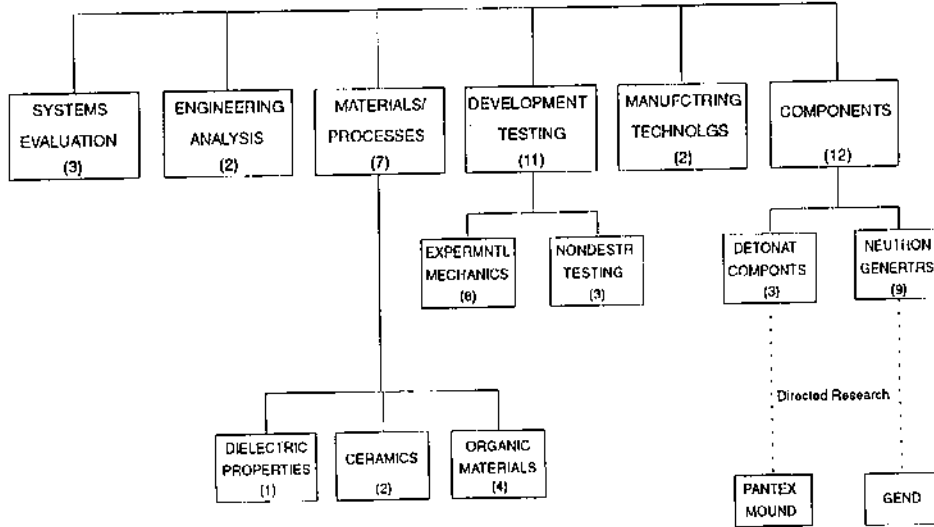 SYSTEMS
EVALUATION
(3)
ENGINEERING
ANALYSIS
(2)
MATERIALS/
PROCESSES
(7)
DEVELOPMENT
TESTING
(11)
MANUFCTRING
TECHNOLGS
(2)
COMPONENTS
(12)
EXPERMNTL
MECHANICS
(8)
NONDESTR
TESTING
(3)
DETONAT
COMPONTS
(3)
NEUTRON
GENERTRS
(9)
Directed Research
DIELECTRIC
PROPERTIES
(1)
CERAMICS
(2)
ORGANIC
MATERIALS
(4)
PANTEX
MOUND
GEND